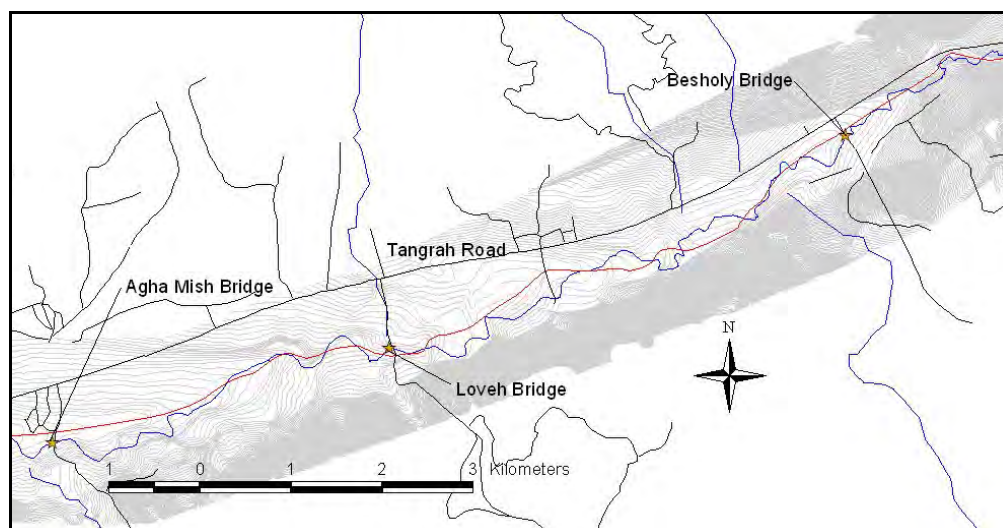 Besholy Bridge
Tangrah Road
Agha Mish Bridge
N
Loveh Bridge
1 0 1 2 3 Kilometers